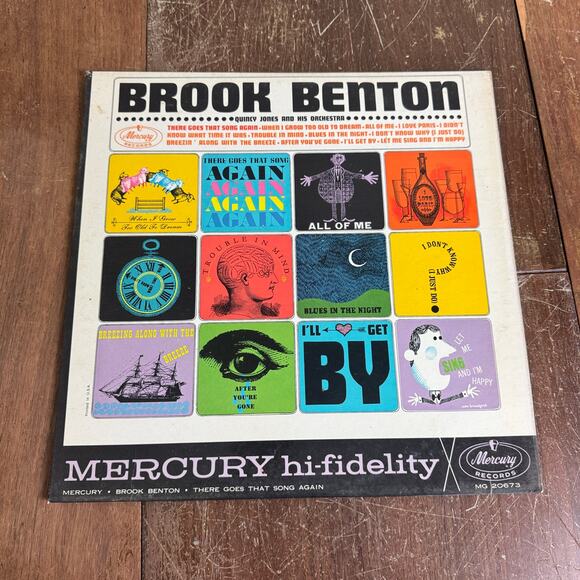 BROOK BENTON
QUINCY JONES AND HIS ORCHESTRA
Mercury
RECORDS
THERE GOES THAT SONG AGAIN • WHEN I GROW TOO OLD TO DREAM • ALL OF ME • I LOVE PARIS • I DIDN'T
KNOW WHAT TIME IT WAS • TROUBLE IN MIND • BLUES IN THE NIGHT • I DON'T KNOW WHY (I JUST DO)
BREEZIN' ALONG WITH THE BREEZE • AFTER YOU'VE GONE • I'LL GET BY • LET ME SING AND I'M HAPPY
When I Grow
Too Old To Dream
THERE GOES THAT SONG
AGAIN
AGAIN
AGAIN
AGAIN
ALL OF ME
I
LOVE
PARIS
TROUBLE IN MIND
BLUES IN THE NIGHT
I DON'T KNOW WHY
(I JUST DO)
BREEZING ALONG WITH THE
BREEZE
AFTER
YOU'RE
GONE
I'LL GET
BY
LET
ME
SING
AND I'M
HAPPY
Printed in U.S.A.
MERCURY hi-fidelity
Mercury
RECORDS
MG 20673
MERCURY • BROOK BENTON • THERE GOES THAT SONG AGAIN